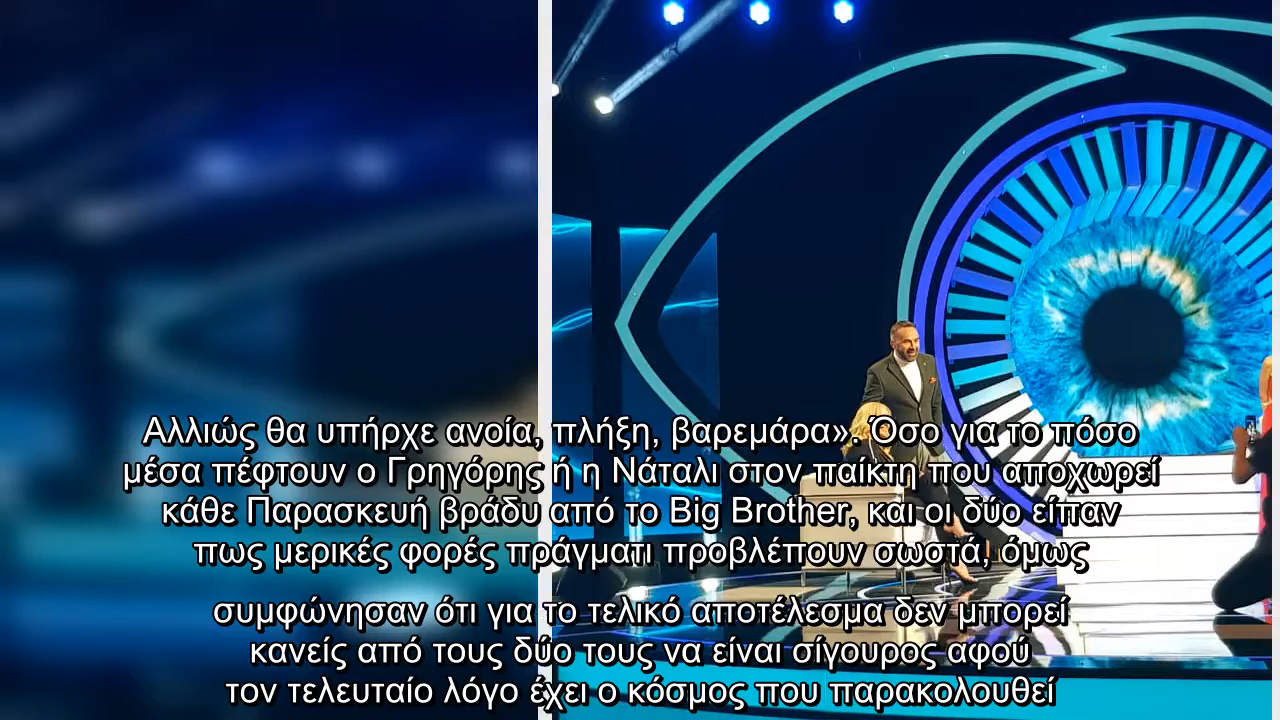 Αλλιώς θα υπήρχε ανοία, πλήξη, βαρεμάρα». Όσο για το πόσο
μέσα πέφτουν ο Γρηγόρης ή η Νάταλι στον παίκτη που αποχωρεί
κάθε Παρασκευή βράδυ από το Big Brother, και οι δύο είπαν
πως μερικές φορές πράγματι προβλέπουν σωστά, όμως
συμφώνησαν ότι για το τελικό αποτέλεσμα δεν μπορεί
κανείς από τους δύο τους να είναι σίγουρος αφού
τον τελευταίο λόγο έχει ο κόσμος που παρακολουθεί